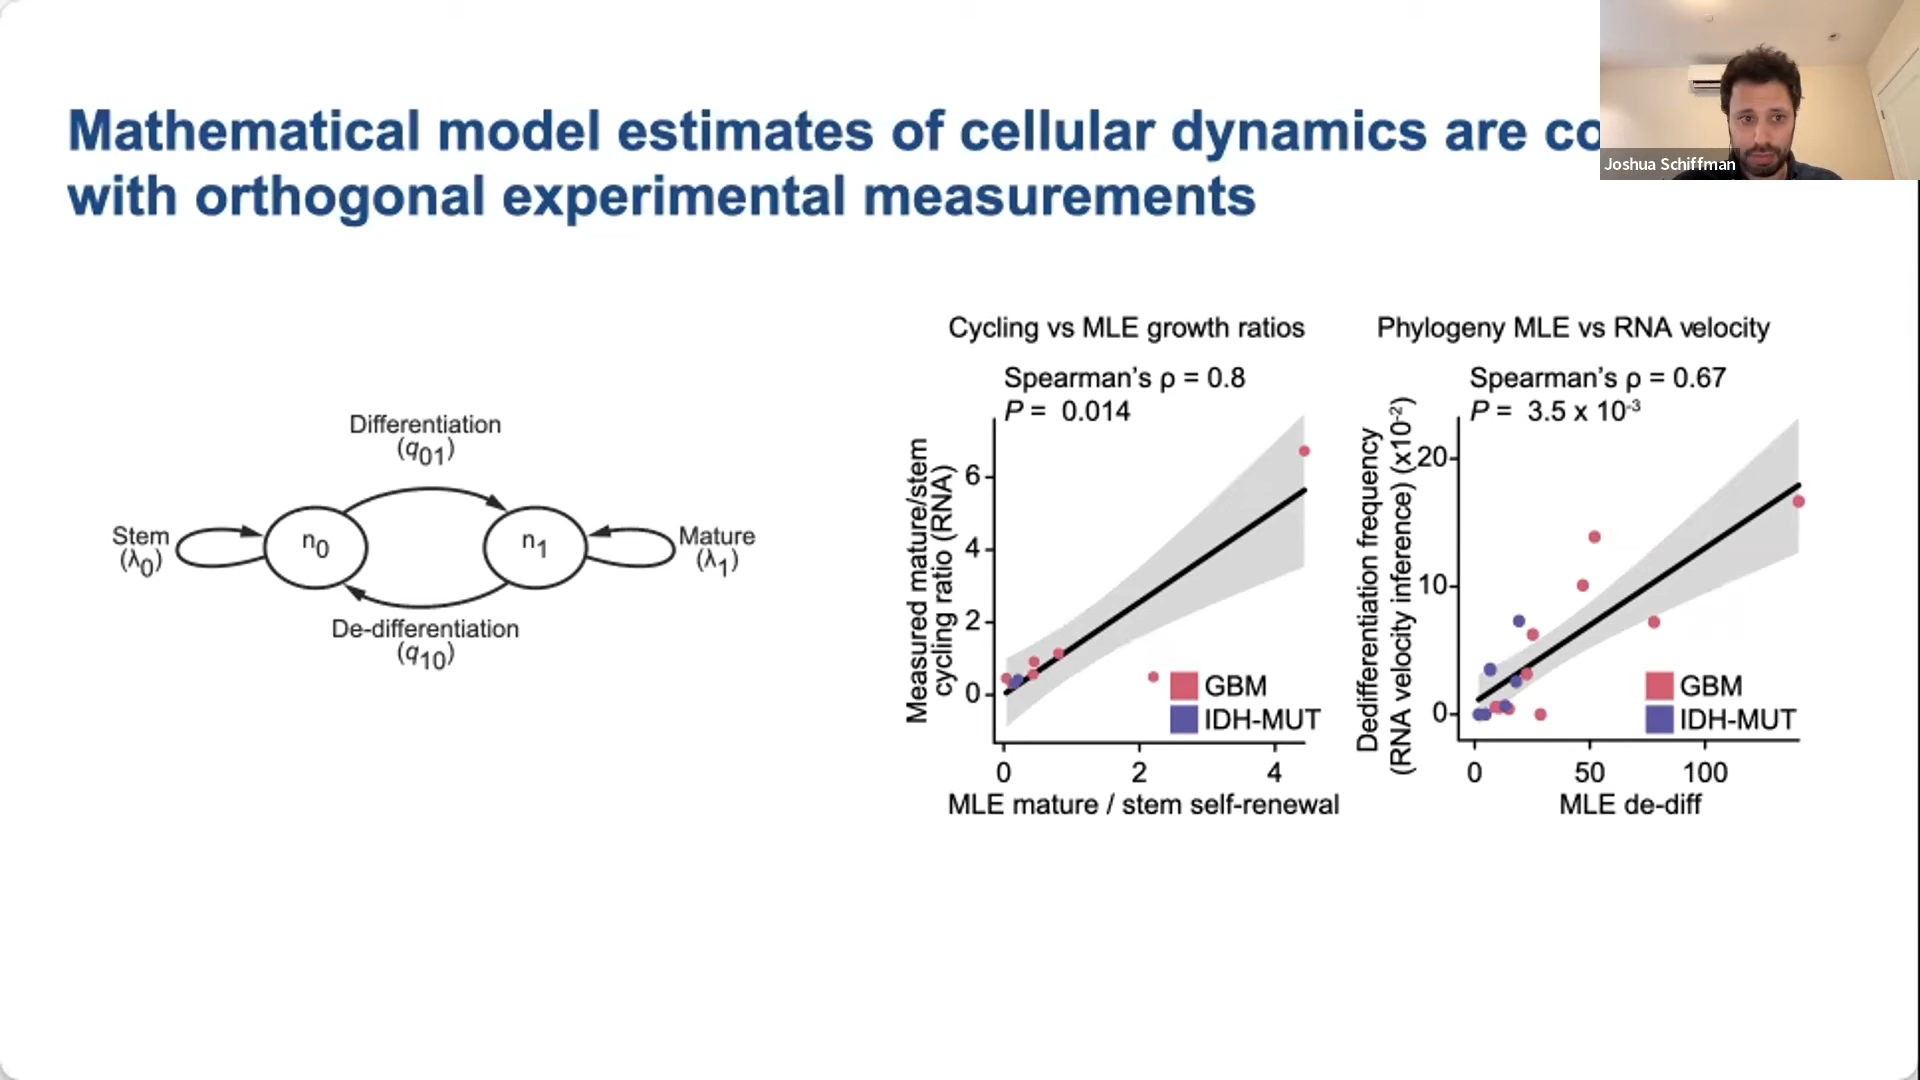 Mathematical model estimates of cellular dynamics are
with orthogonal experimental measurements
Joshua Schiffman
Differentiation
(q01)
Stem
(λ0)
n0
n1
Mature
(λ1)
De-differentiation
(q10)
Cycling vs MLE growth ratios
Spearman’s ρ = 0.8
P = 0.014
Measured mature/stem
cycling ratio (RNA)
6
4
2
0
GBM
IDH-MUT
0 2 4
MLE mature / stem self-renewal
Phylogeny MLE vs RNA velocity
Spearman’s ρ = 0.67
P = 3.5 x 10-3
Dedifferentiation frequency
(RNA velocity inference) (x10-2)
20
10
0
GBM
IDH-MUT
0 50 100
MLE de-diff